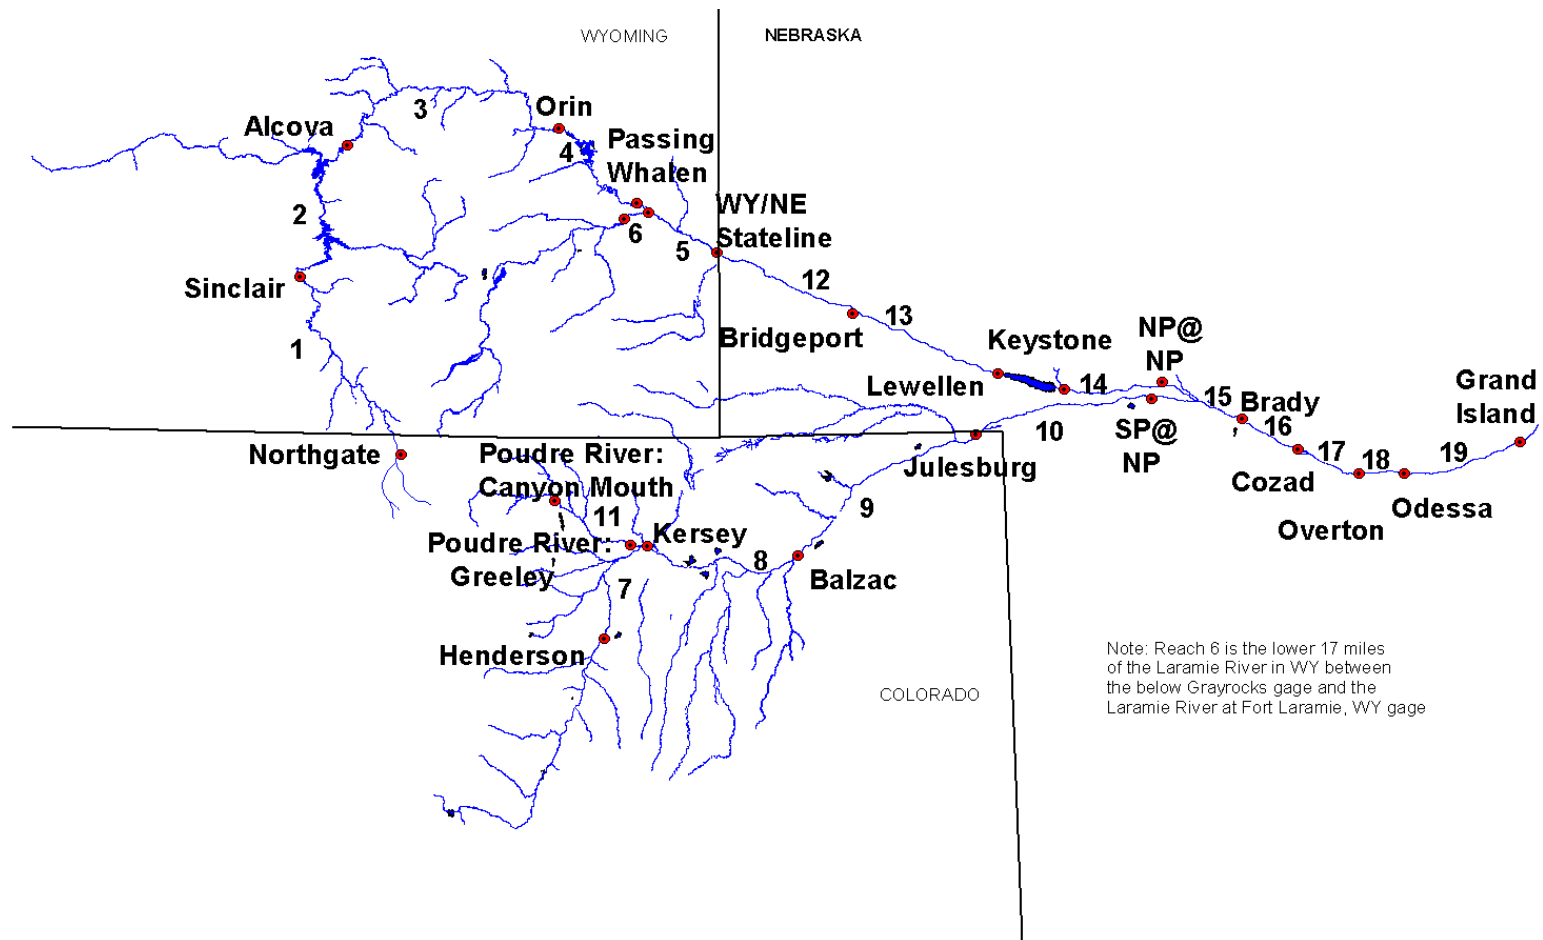 WYOMING
NEBRASKA
3
Orin
Alcova
Passing
Whalen
4
2
WY/NE
Stateline
6
5
Sinclair
12
13
1
Bridgeport
Keystone
NP@
NP
Lewellen
14
Grand
Island
15
Brady
16
10
SP@
NP
17
18
19
Northgate
Poudre River:
Canyon Mouth
Julesburg
Cozad
Odessa
Overton
9
11
Kersey
Poudre River:
Greeley
8
Balzac
7
Henderson
COLORADO
Note: Reach 6 is the lower 17 miles
of the Laramie River in WY between
the below Grayrocks gage and the
Laramie River at Fort Laramie, WY gage